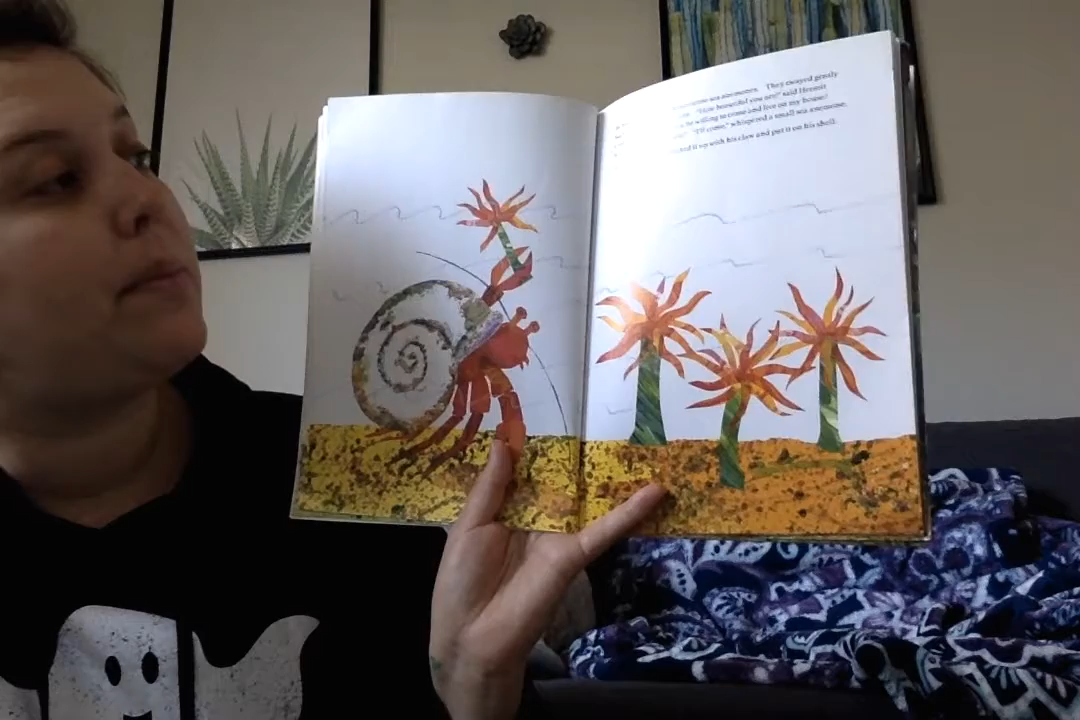 sea anemones. They swayed gently
"How beautiful you are!" said Hermit
be willing to come and live on my house?
"I'll come," whispered a small sea anemone.
it up with his claw and put it on his shell.